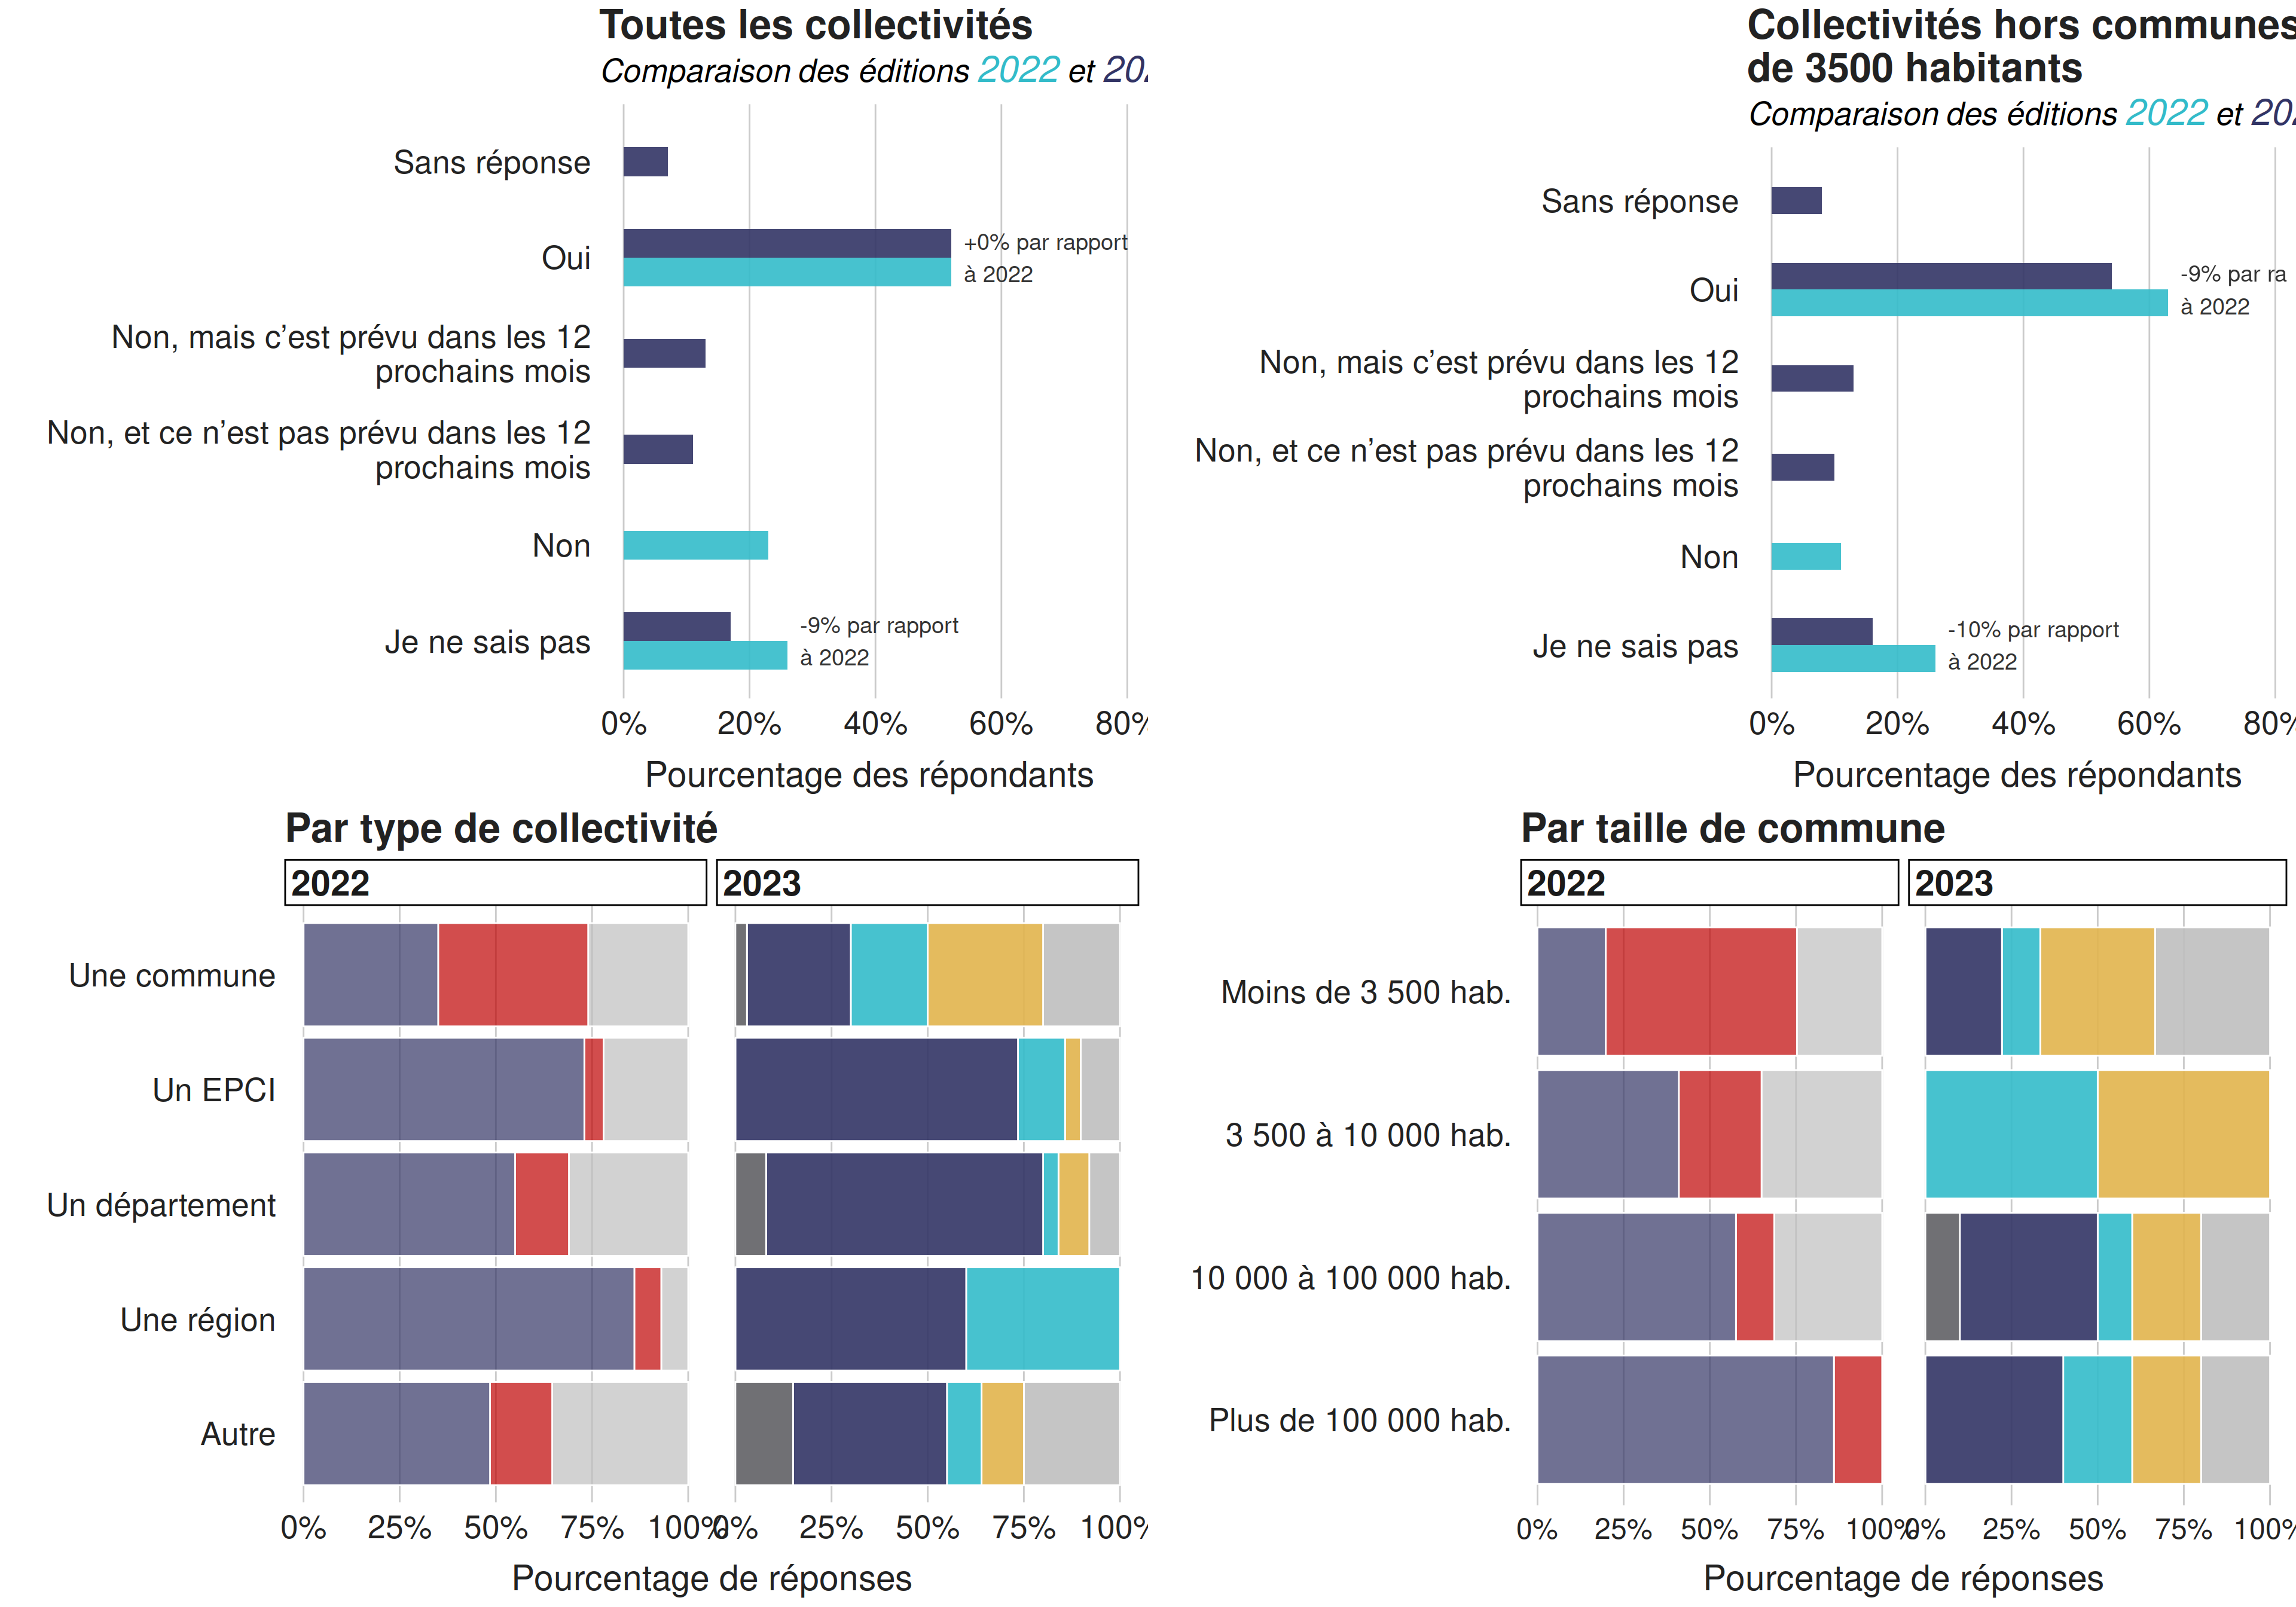 Toutes les collectivités
Comparaison des éditions 2022 et
Sans réponse
Oui
+0% par rapport
à 2022
Non, mais c’est prévu dans les 12
prochains mois
Non, et ce n’est pas prévu dans les 12
prochains mois
Non
Je ne sais pas
-9% par rapport
à 2022
0% 20% 40% 60% 80%
Pourcentage des répondants
Collectivités hors communes
de 3500 habitants
Comparaison des éditions 2022 et
Sans réponse
Oui
-9% par ra
à 2022
Non, mais c’est prévu dans les 12
prochains mois
Non, et ce n’est pas prévu dans les 12
prochains mois
Non
Je ne sais pas
-10% par rapport
à 2022
0% 20% 40% 60% 80%
Pourcentage des répondants
Par type de collectivité
2022 2023
Une commune
Un EPCI
Un département
Une région
Autre
0% 25% 50% 75% 100% 0% 25% 50% 75% 100%
Pourcentage de réponses
Par taille de commune
2022 2023
Moins de 3 500 hab.
3 500 à 10 000 hab.
10 000 à 100 000 hab.
Plus de 100 000 hab.
0% 25% 50% 75% 100% 0% 25% 50% 75% 100%
Pourcentage de réponses